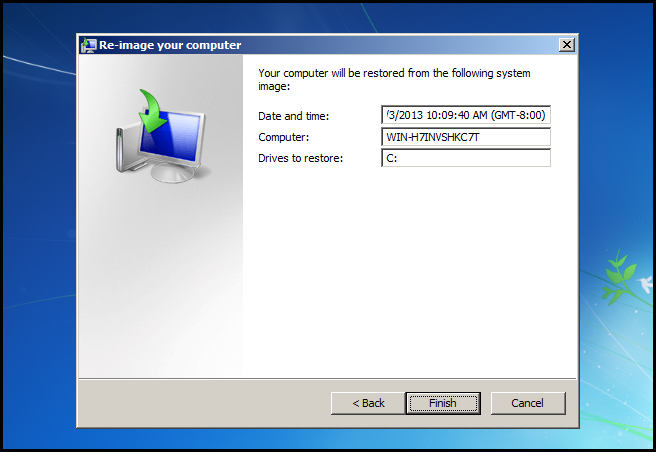 Re-image your computer
Your computer will be restored from the following system
image:
Date and time: /3/2013 10:09:40 AM (GMT-8:00)
Computer: WIN-H7INVSHKC7T
Drives to restore: C:
< Back Finish Cancel